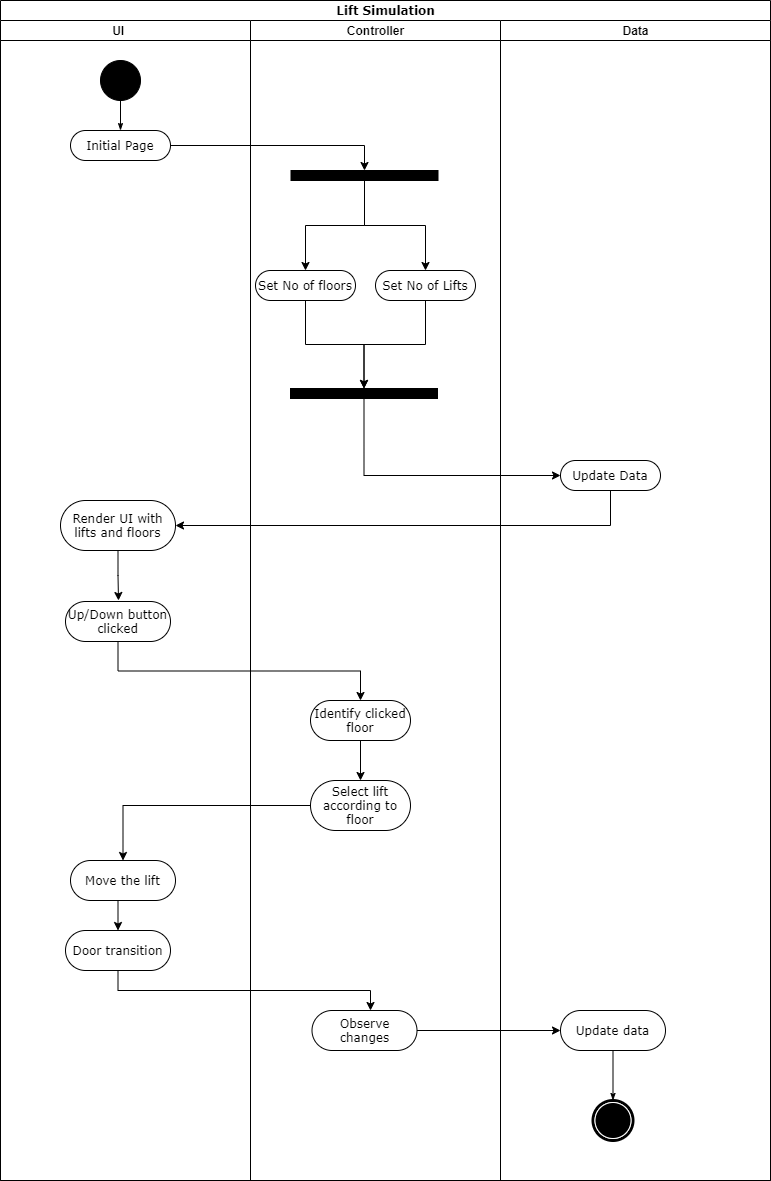 Lift Simulation
UI
Controller
Data
Initial Page
Set No of floors
Set No of Lifts
Update Data
Render UI with
lifts and floors
Up/Down button
clicked
Identify clicked
floor
Select lift
according to
floor
Move the lift
Door transition
Observe
changes
Update data